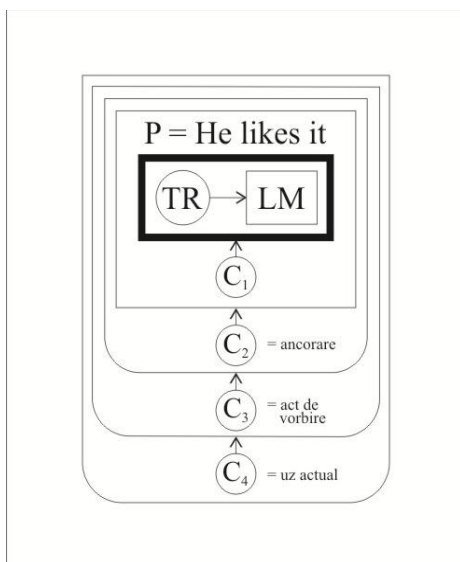 P = He likes it
TR LM
C₁
C₂ = ancorare
C₃ = act de
vorbire
C₄ = uz actual